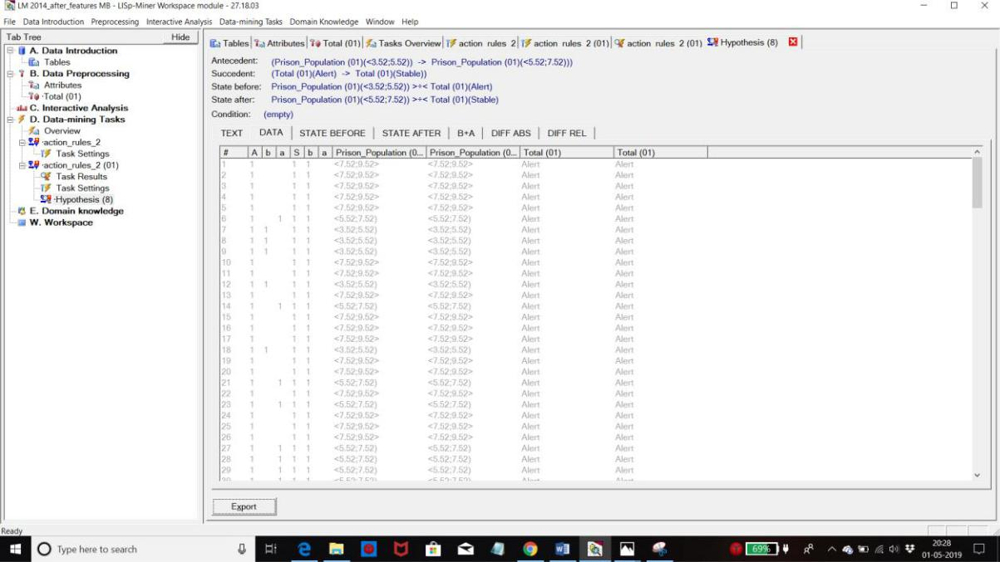 LM 2014_after_features MB - LISp-Miner Workspace module - 27.18.03
File Data Introduction Preprocessing Interactive Analysis Data-mining Tasks Domain Knowledge Window Help
Tab Tree Hide
A. Data Introduction
Tables
B. Data Preprocessing
Attributes
·Total (01)
C. Interactive Analysis
D. Data-mining Tasks
Overview
·action_rules_2
Task Settings
·action_rules_2 (01)
Task Results
Task Settings
·Hypothesis (8)
E. Domain knowledge
W. Workspace
Tables Attributes Total (01) Tasks Overview action rules 2 action rules 2 (01) action rules 2 (01) Hypothesis (8)
Antecedent: (Prison_Population (01)(<3.52;5.52)) -> Prison_Population (01)(<5.52;7.52)))
Succedent: (Total (01)(Alert) -> Total (01)(Stable))
State before: Prison_Population (01)(<3.52;5.52)) >÷< Total (01)(Alert)
State after: Prison_Population (01)(<5.52;7.52)) >÷< Total (01)(Stable)
Condition: (empty)
TEXT DATA STATE BEFORE STATE AFTER B+A DIFF ABS DIFF REL
# A b a S b a Prison_Population (0... Prison_Population (0... Total (01) Total (01)
1 1 1 1 <7.52;9.52> <7.52;9.52> Alert Alert
2 1 1 1 <7.52;9.52> <7.52;9.52> Alert Alert
3 1 1 1 <7.52;9.52> <7.52;9.52> Alert Alert
4 1 1 1 <7.52;9.52> <7.52;9.52> Alert Alert
5 1 1 1 <7.52;9.52> <7.52;9.52> Alert Alert
6 1 1 1 1 <5.52;7.52) <5.52;7.52) Alert Alert
7 1 1 1 1 <3.52;5.52) <3.52;5.52) Alert Alert
8 1 1 1 1 <3.52;5.52) <3.52;5.52) Alert Alert
9 1 1 1 1 <3.52;5.52) <3.52;5.52) Alert Alert
10 1 1 1 <7.52;9.52> <7.52;9.52> Alert Alert
11 1 1 1 <7.52;9.52> <7.52;9.52> Alert Alert
12 1 1 1 1 <3.52;5.52) <3.52;5.52) Alert Alert
13 1 1 1 <7.52;9.52> <7.52;9.52> Alert Alert
14 1 1 1 1 <5.52;7.52) <5.52;7.52) Alert Alert
15 1 1 1 <7.52;9.52> <7.52;9.52> Alert Alert
16 1 1 1 <7.52;9.52> <7.52;9.52> Alert Alert
17 1 1 1 <7.52;9.52> <7.52;9.52> Alert Alert
18 1 1 1 1 <3.52;5.52) <3.52;5.52) Alert Alert
19 1 1 1 <7.52;9.52> <7.52;9.52> Alert Alert
20 1 1 1 <7.52;9.52> <7.52;9.52> Alert Alert
21 1 1 1 1 <5.52;7.52) <5.52;7.52) Alert Alert
22 1 1 1 <7.52;9.52> <7.52;9.52> Alert Alert
23 1 1 1 1 <5.52;7.52) <5.52;7.52) Alert Alert
24 1 1 1 <7.52;9.52> <7.52;9.52> Alert Alert
25 1 1 1 <7.52;9.52> <7.52;9.52> Alert Alert
26 1 1 1 <7.52;9.52> <7.52;9.52> Alert Alert
27 1 1 1 1 <5.52;7.52) <5.52;7.52) Alert Alert
28 1 1 1 1 <5.52;7.52) <5.52;7.52) Alert Alert
29 1 1 1 1 <5.52;7.52) <5.52;7.52) Alert Alert
30 1 1 1 1 <5.52;7.52) <5.52;7.52) Alert Alert
Export
Ready
Type here to search
69%
20:28
01-05-2019